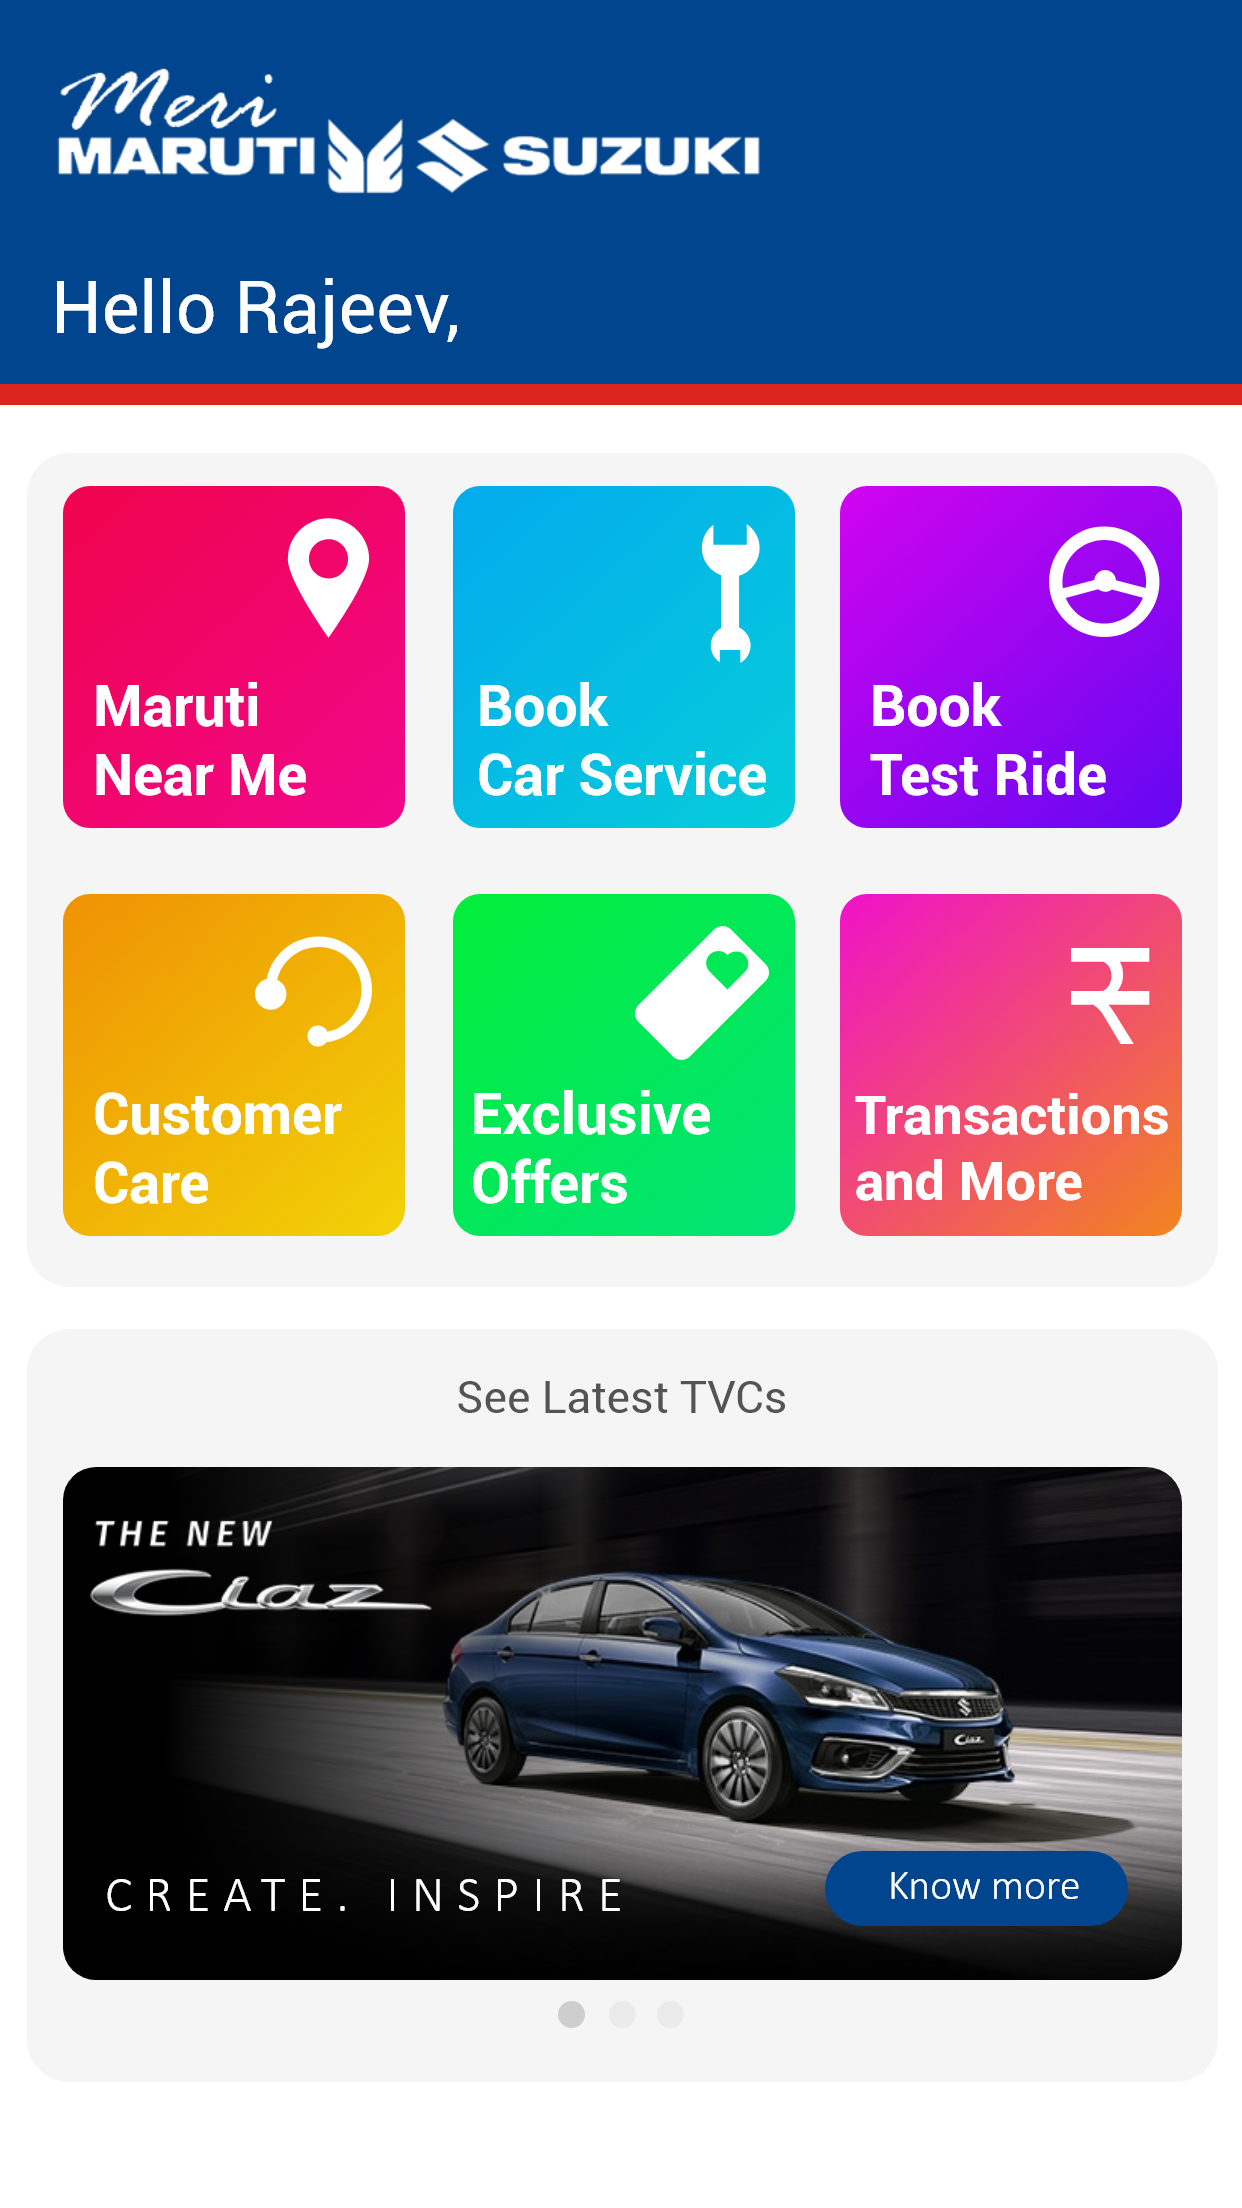 Meri
MARUTI SUZUKI
Hello Rajeev,
Maruti
Near Me
Book
Car Service
Book
Test Ride
Customer
Care
Exclusive
Offers
₹
Transactions
and More
See Latest TVCs
THE NEW
Ciaz
Ciaz
CREATE. INSPIRE
Know more